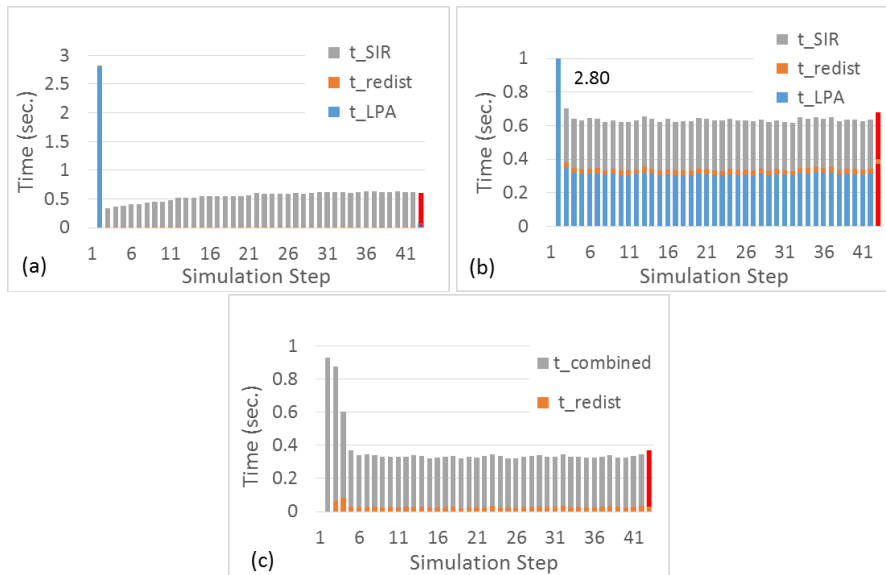 3
2.5
2
1.5
1
0.5
0
Time (sec.)
t_SIR
t_redist
t_LPA
1 6 11 16 21 26 31 36 41
(a)
Simulation Step
1
0.8
0.6
0.4
0.2
0
Time (sec.)
2.80
t_SIR
t_redist
t_LPA
1 6 11 16 21 26 31 36 41
(b)
Simulation Step
1
0.8
0.6
0.4
0.2
0
Time (sec.)
t_combined
t_redist
1 6 11 16 21 26 31 36 41
(c)
Simulation Step